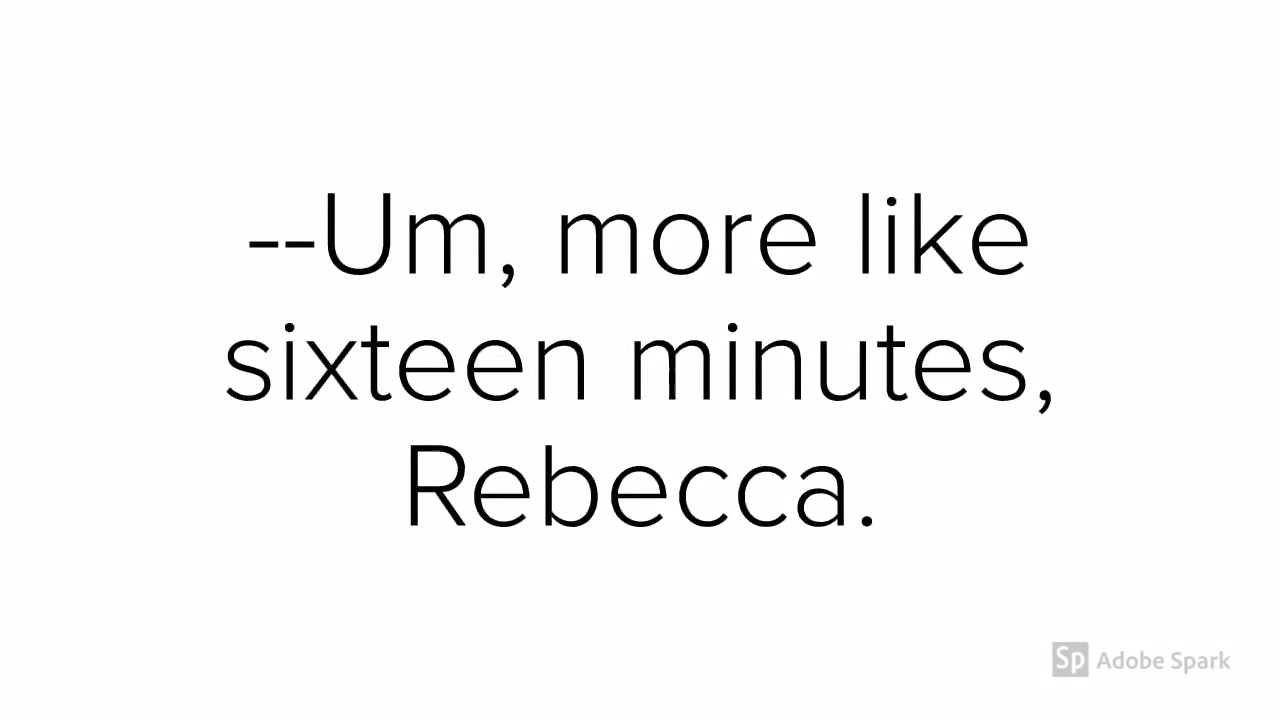 --Um, more like
sixteen minutes,
Rebecca.
Sp Adobe Spark